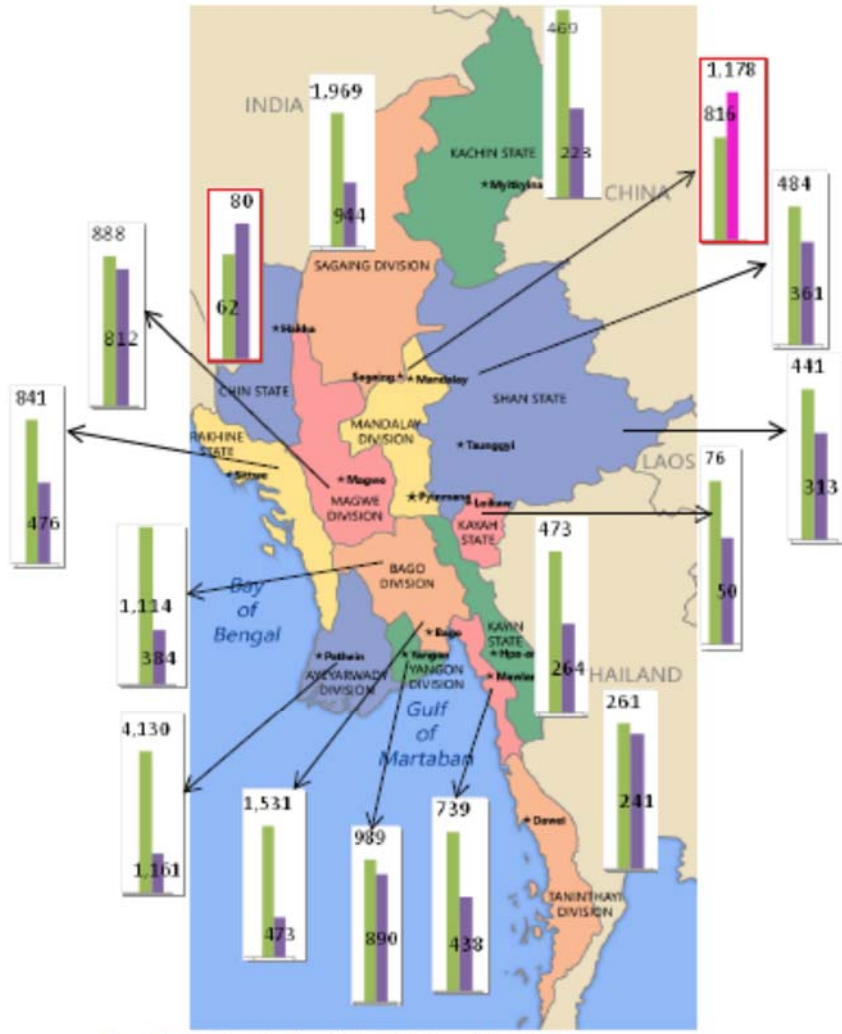 469
1,178
1,969
INDIA
816
KACHIN STATE
223
★Myitkyina
484
CHINA
80
944
888
SAGAING DIVISION
62
361
★Hakha
812
Sagaing★
★Mandalay
441
CHIN STATE
SHAN STATE
841
MANDALAY
DIVISION
RAKHINE
STATE
★Taunggyi
76
LAOS
★Sittwe
★Magwe
313
476
MAGWE
DIVISION
★Pyinmana
★Loikaw
KAYAH
STATE
473
BAGO
DIVISION
50
Bay
of
Bengal
1,114
384
★Bago
KAYIN
STATE
★Pathein
★Yangon
★Hpa-an
264
AYEYARWADY
DIVISION
YANGON
DIVISION
HAILAND
261
Gulf
of
Martaban
4,130
241
1,531
739
★Dawei
989
1,161
TANINTHAYI
DIVISION
473
890
438